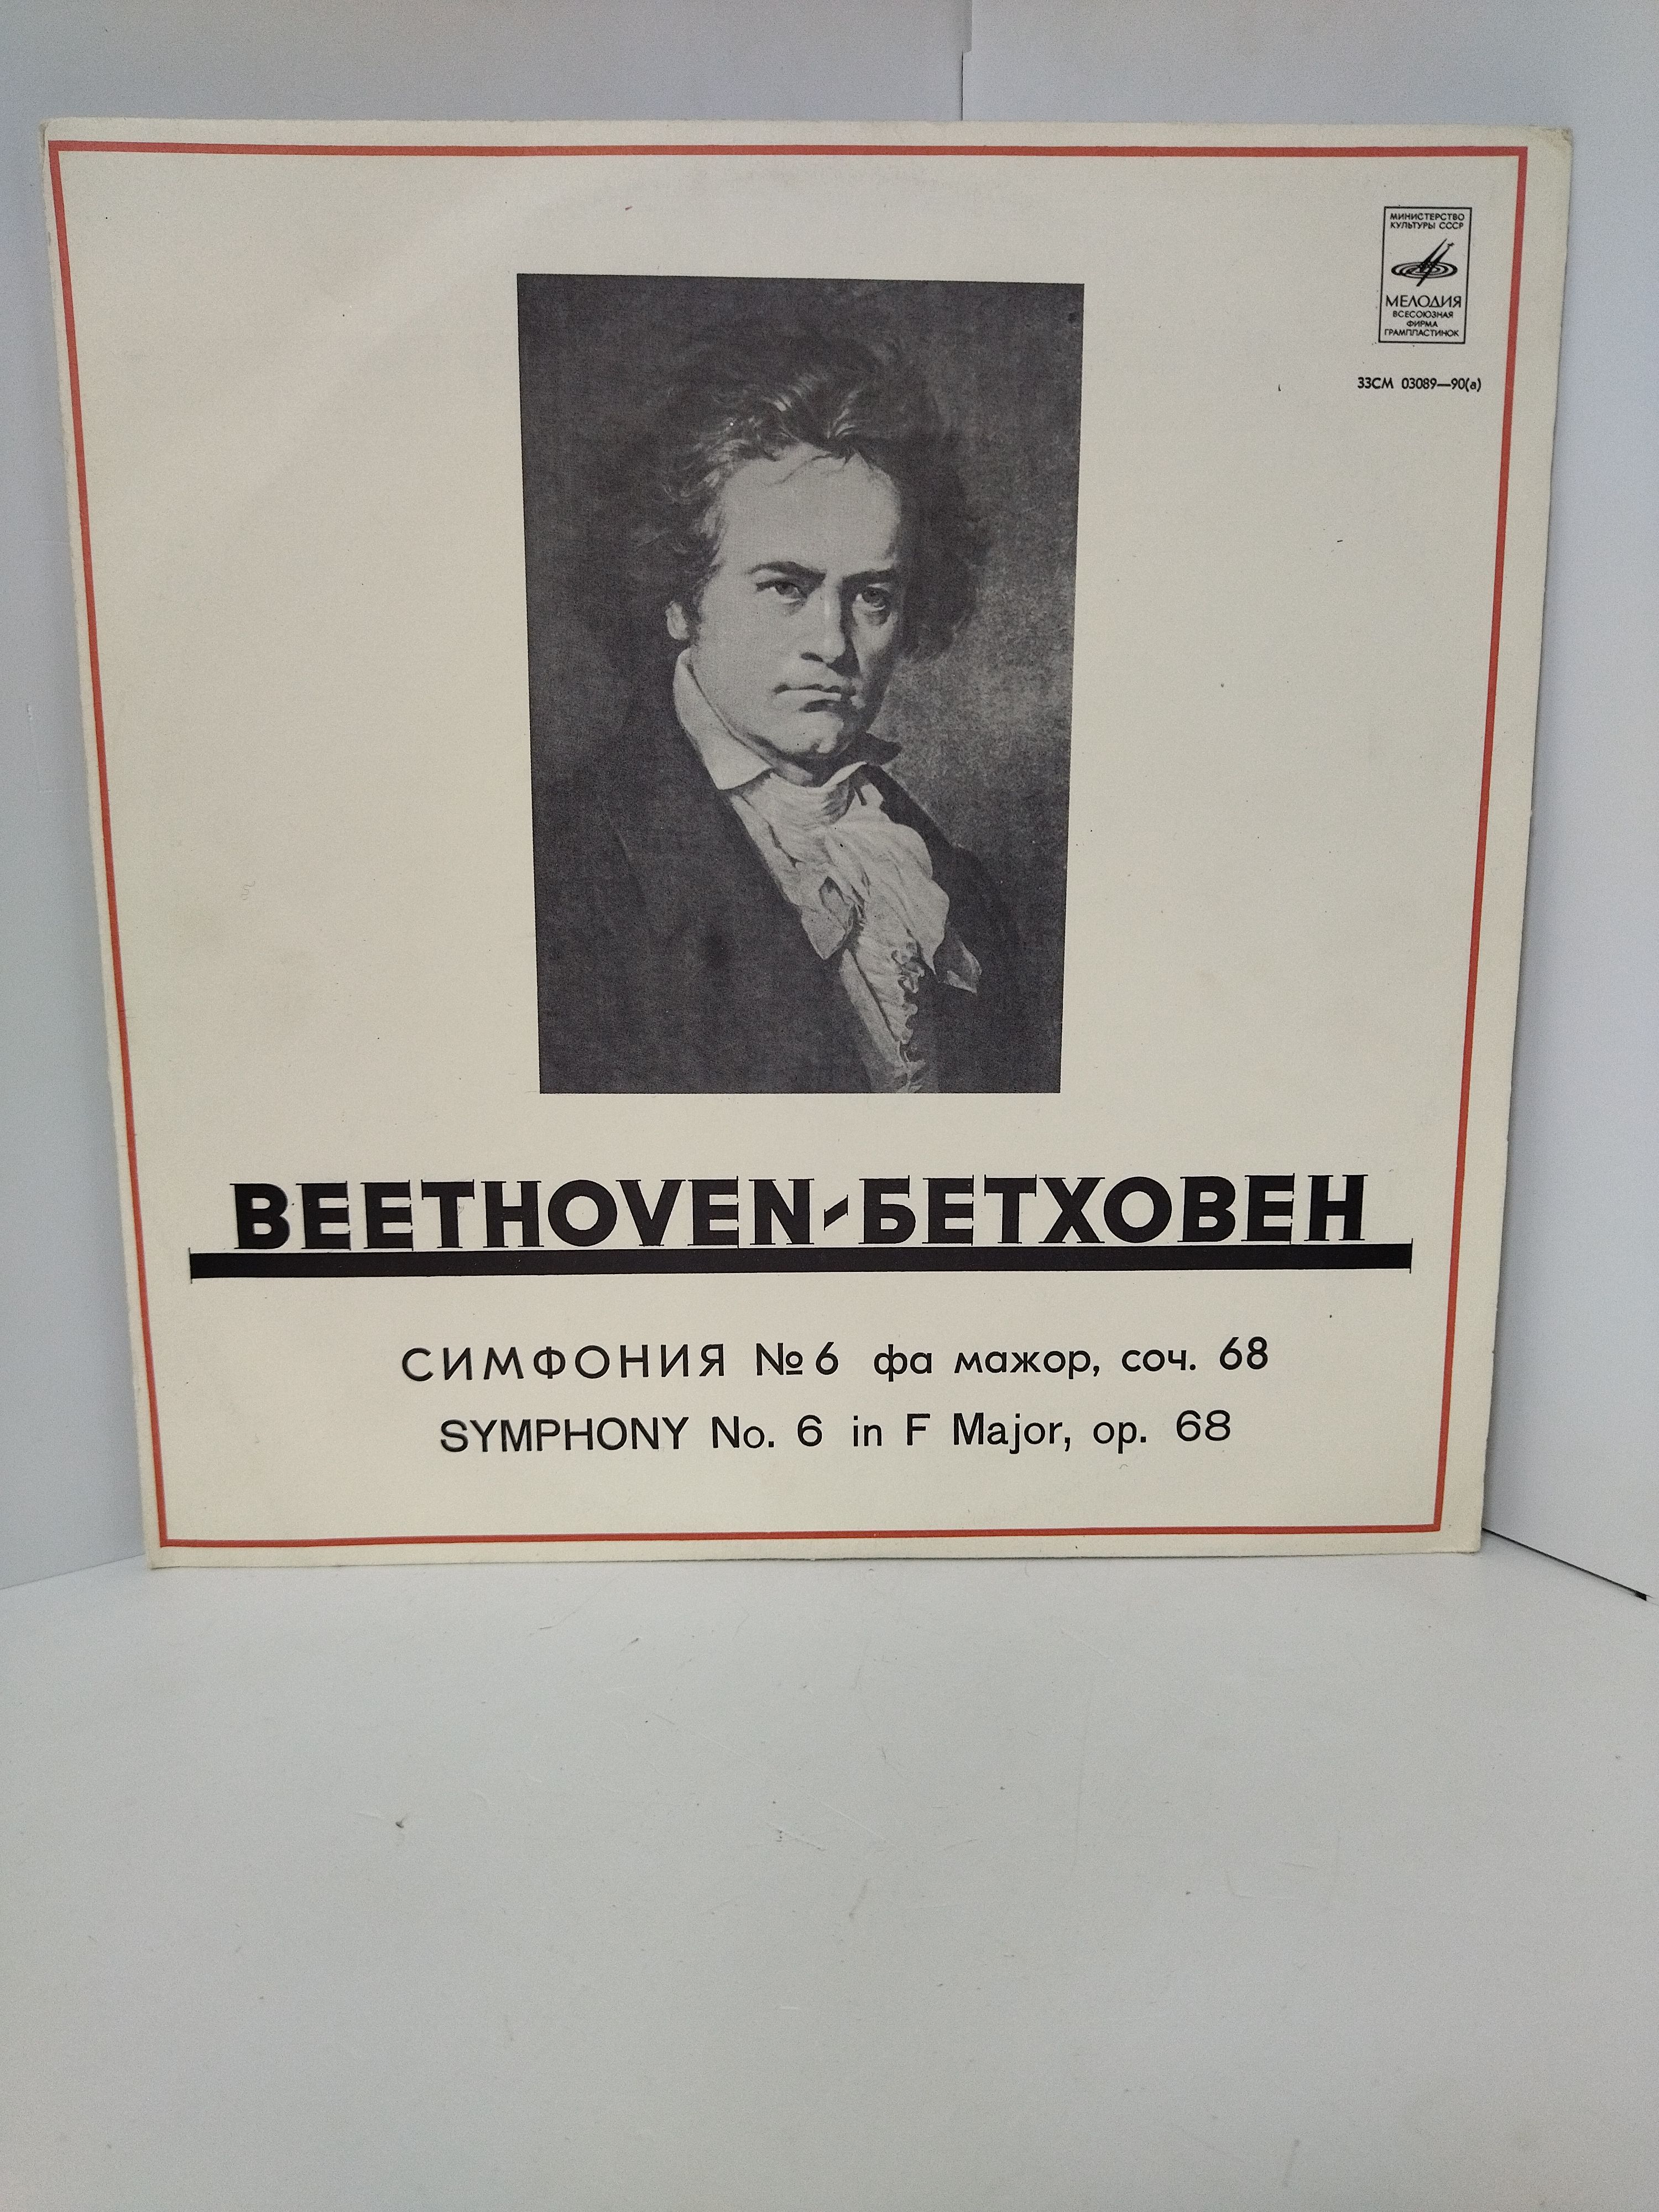 МИНИСТЕРСТВО
КУЛЬТУРЫ СССР
МЕЛОДИЯ
ВСЕСОЮЗНАЯ
ФИРМА
ГРАМПЛАСТИНОК
33СМ 03089—90(а)
BEETHOVEN-БЕТХОВЕН
СИМФОНИЯ №6 фа мажор, соч. 68
SYMPHONY No. 6 in F Major, op. 68